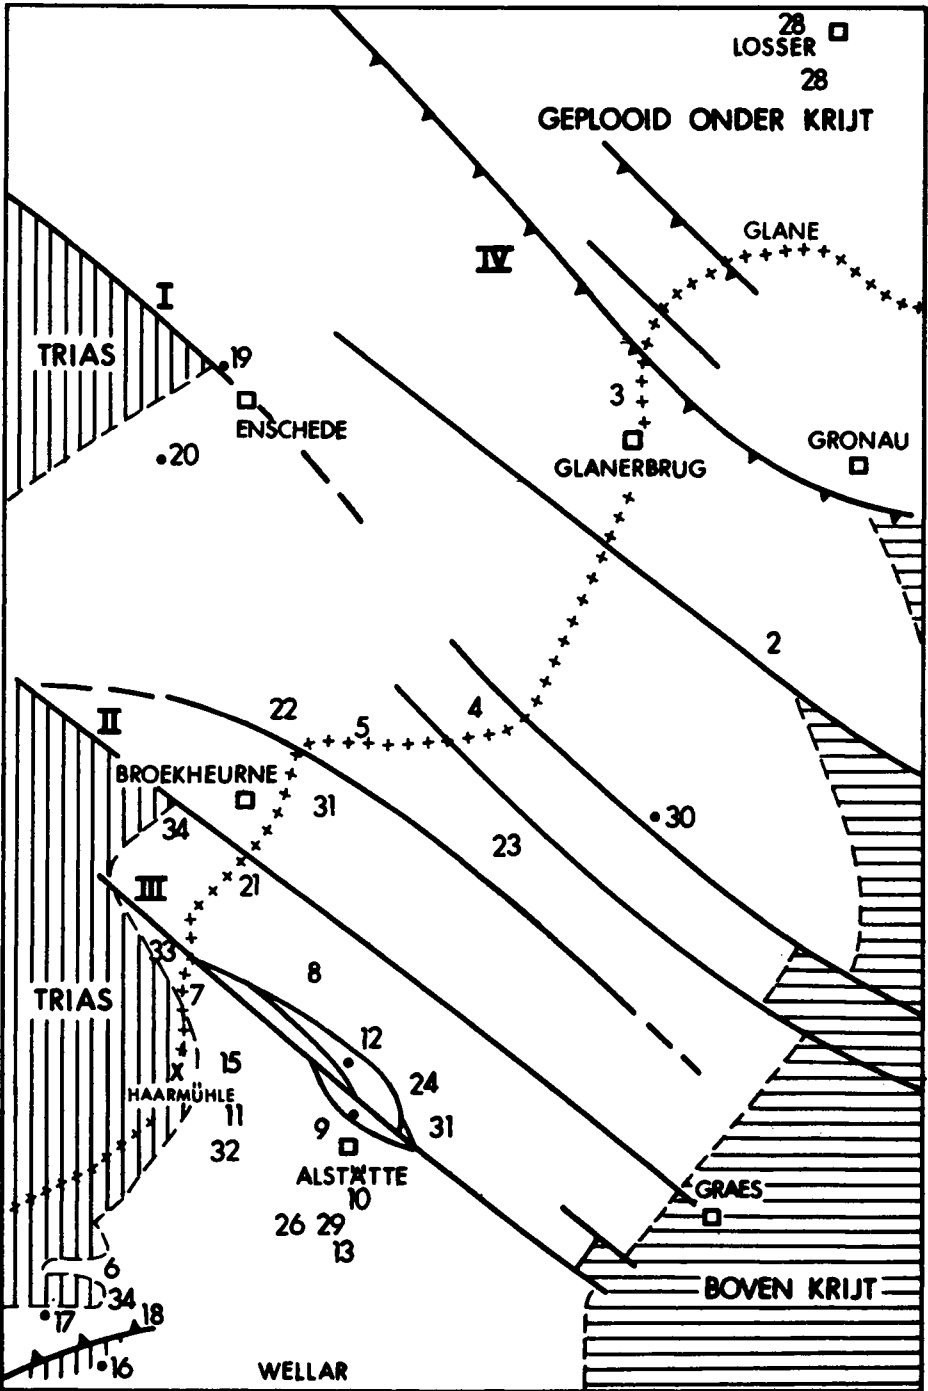 28
LOSSER
28
GEPLOOID ONDER KRIJT
GLANE
IV
I
TRIAS
19
3
ENSCHEDE
20
GRONAU
GLANERBRUG
2
22
4
5
II
BROEKHEURNE
31
34
30
23
21
III
33
8
7
TRIAS
12
15
24
HAARMÜHLE
11
9
31
32
ALSTÄTTE
10
GRAES
26 29
13
6
BOVEN KRIJT
34
17
18
16
WELLAR